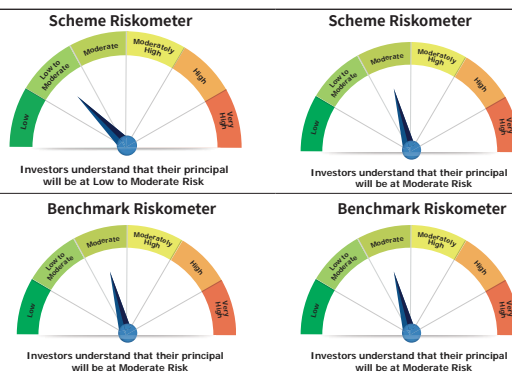 Scheme Riskometer
Low
Low to
Moderate
Moderate
Moderately
High
High
Very
High
Investors understand that their principal
will be at Low to Moderate Risk
Scheme Riskometer
Low
Low to
Moderate
Moderate
Moderately
High
High
Very
High
Investors understand that their principal
will be at Moderate Risk
Benchmark Riskometer
Low
Low to
Moderate
Moderate
Moderately
High
High
Very
High
Investors understand that their principal
will be at Moderate Risk
Benchmark Riskometer
Low
Low to
Moderate
Moderate
Moderately
High
High
Very
High
Investors understand that their principal
will be at Moderate Risk